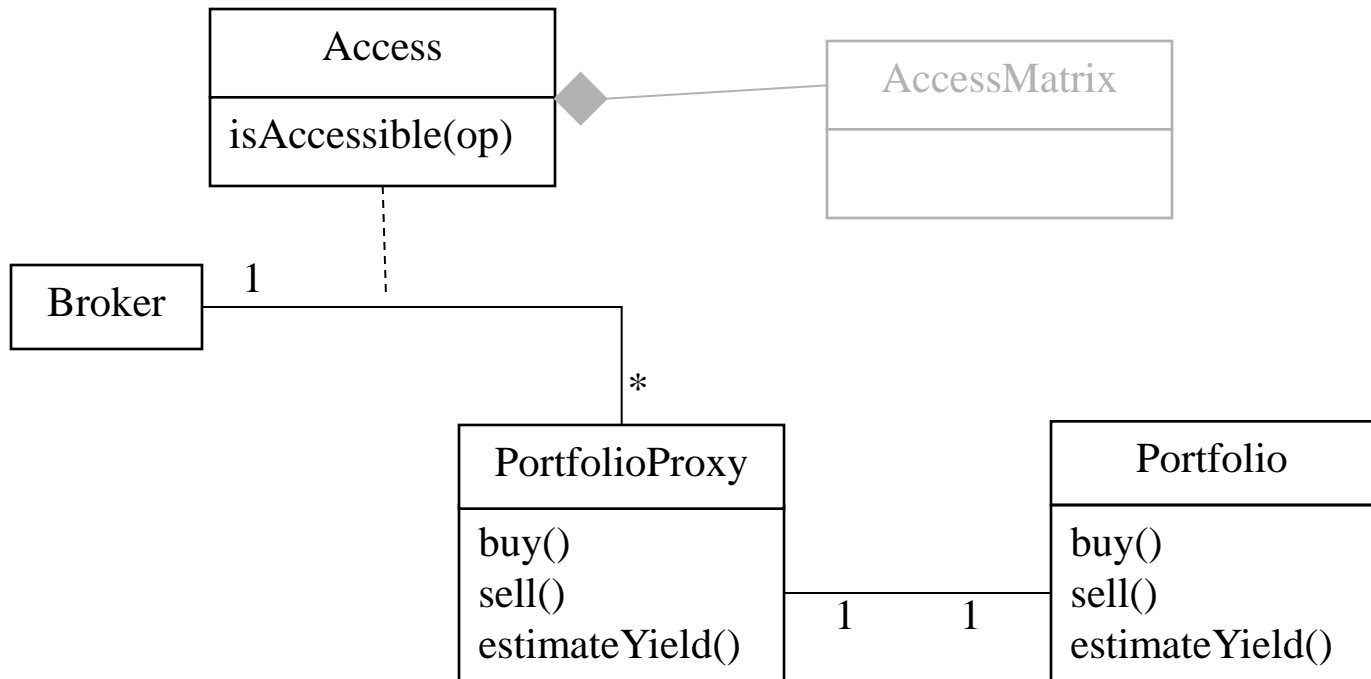 Access
AccessMatrix
isAccessible(op)
1
Broker
*
PortfolioProxy
Portfolio
buy()
sell()
estimateYield()
1
1
buy()
sell()
estimateYield()